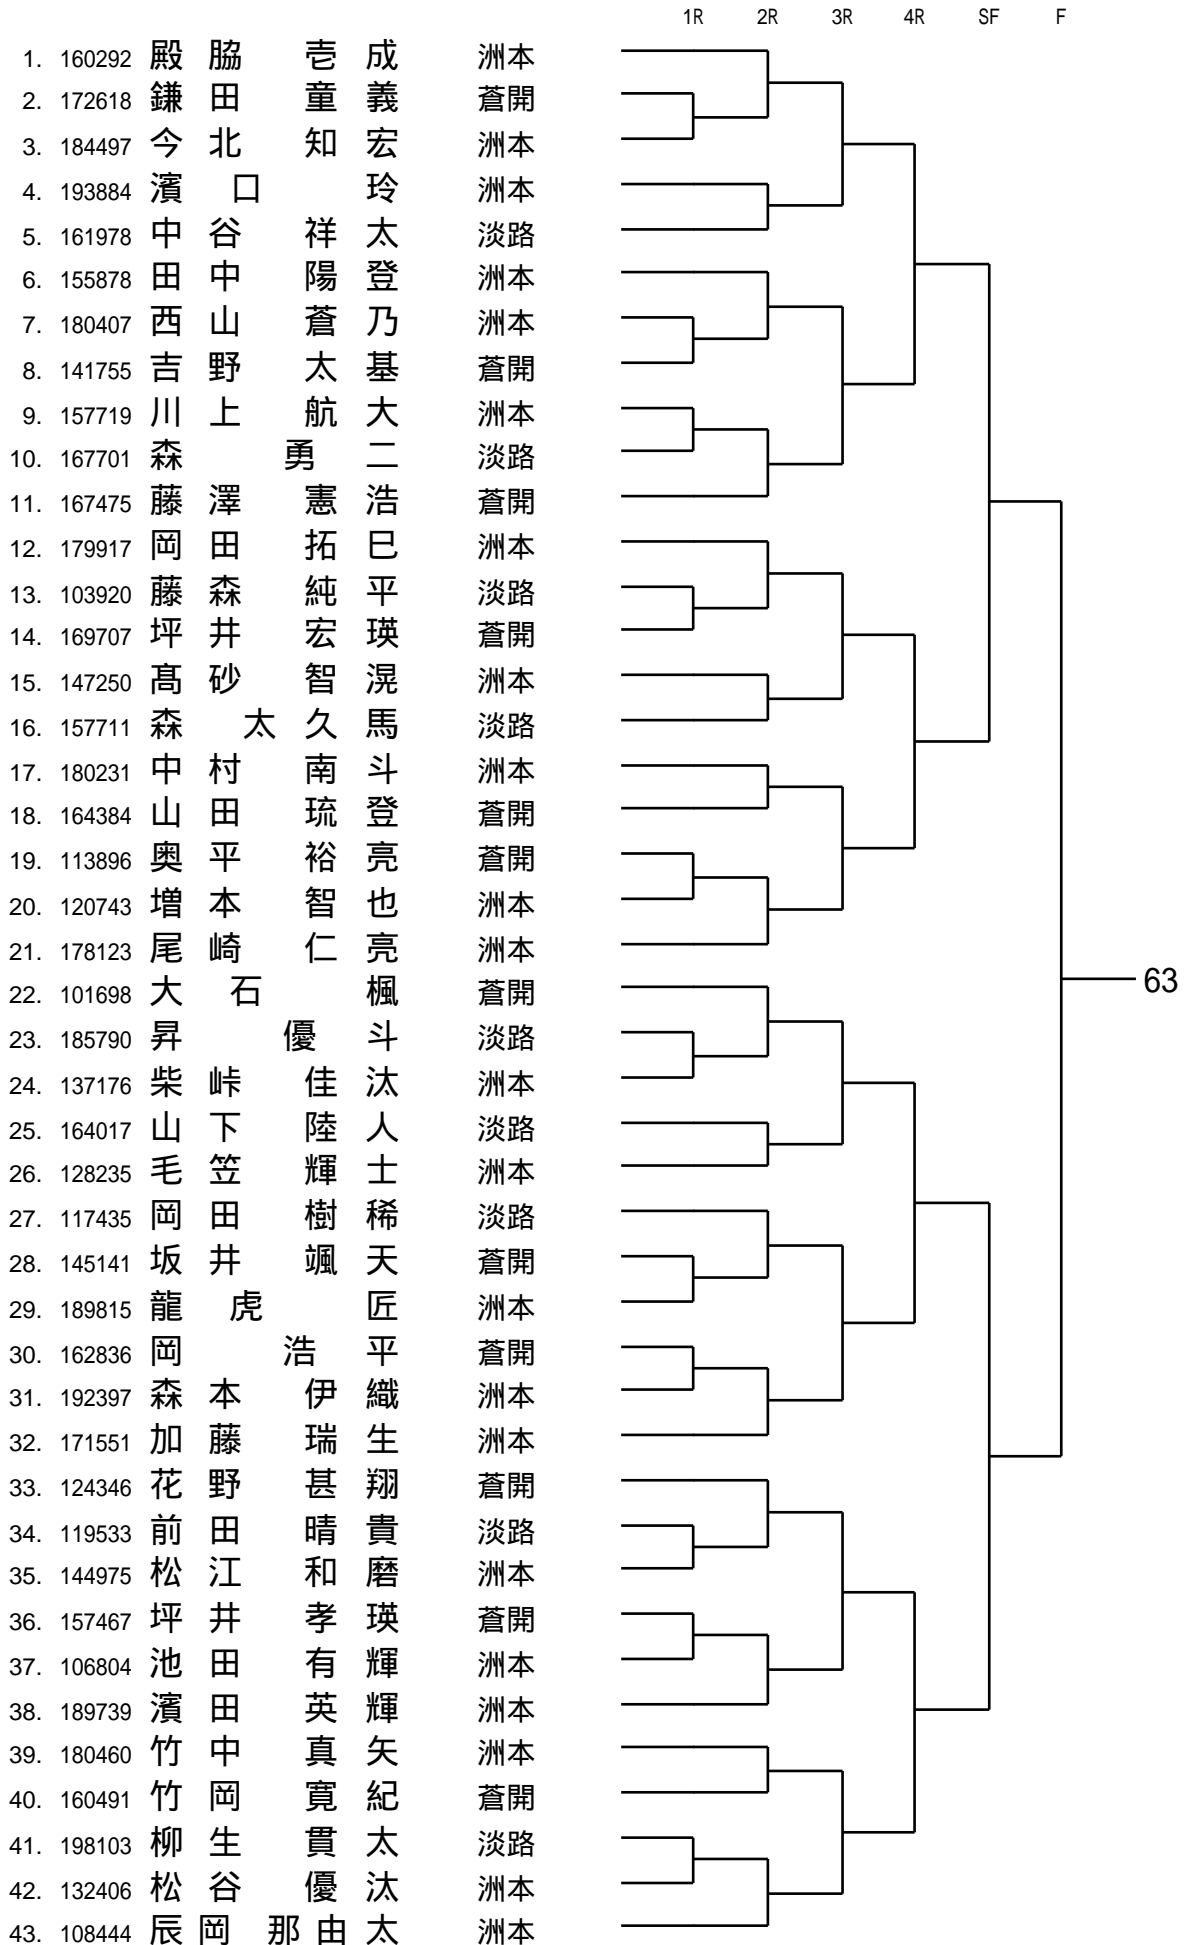 1R 2R 3R 4R SF F
1. 160292 殿脇 壱成 洲本
2. 172618 鎌田 童義 蒼開
3. 184497 今北 知宏 洲本
4. 193884 濱口 玲 洲本
5. 161978 中谷 祥太 淡路
6. 155878 田中 陽登 洲本
7. 180407 西山 蒼乃 洲本
8. 141755 吉野 太基 蒼開
9. 157719 川上 航大 洲本
10. 167701 森 勇二 淡路
11. 167475 藤澤 憲浩 蒼開
12. 179917 岡田 拓巳 洲本
13. 103920 藤森 純平 淡路
14. 169707 坪井 宏瑛 蒼開
15. 147250 髙砂 智滉 洲本
16. 157711 森 太久馬 淡路
17. 180231 中村 南斗 洲本
18. 164384 山田 琉登 蒼開
19. 113896 奥平 裕亮 蒼開
20. 120743 増本 智也 洲本
21. 178123 尾崎 仁亮 洲本
22. 101698 大石 楓 蒼開
63
23. 185790 昇 優斗 淡路
24. 137176 柴峠 佳汰 洲本
25. 164017 山下 陸人 淡路
26. 128235 毛笠 輝士 洲本
27. 117435 岡田 樹稀 淡路
28. 145141 坂井 颯天 蒼開
29. 189815 龍虎 匠 洲本
30. 162836 岡 浩平 蒼開
31. 192397 森本 伊織 洲本
32. 171551 加藤 瑞生 洲本
33. 124346 花野 甚翔 蒼開
34. 119533 前田 晴貴 淡路
35. 144975 松江 和磨 洲本
36. 157467 坪井 孝瑛 蒼開
37. 106804 池田 有輝 洲本
38. 189739 濱田 英輝 洲本
39. 180460 竹中 真矢 洲本
40. 160491 竹岡 寛紀 蒼開
41. 198103 柳生 貫太 淡路
42. 132406 松谷 優汰 洲本
43. 108444 辰岡 那由太 洲本